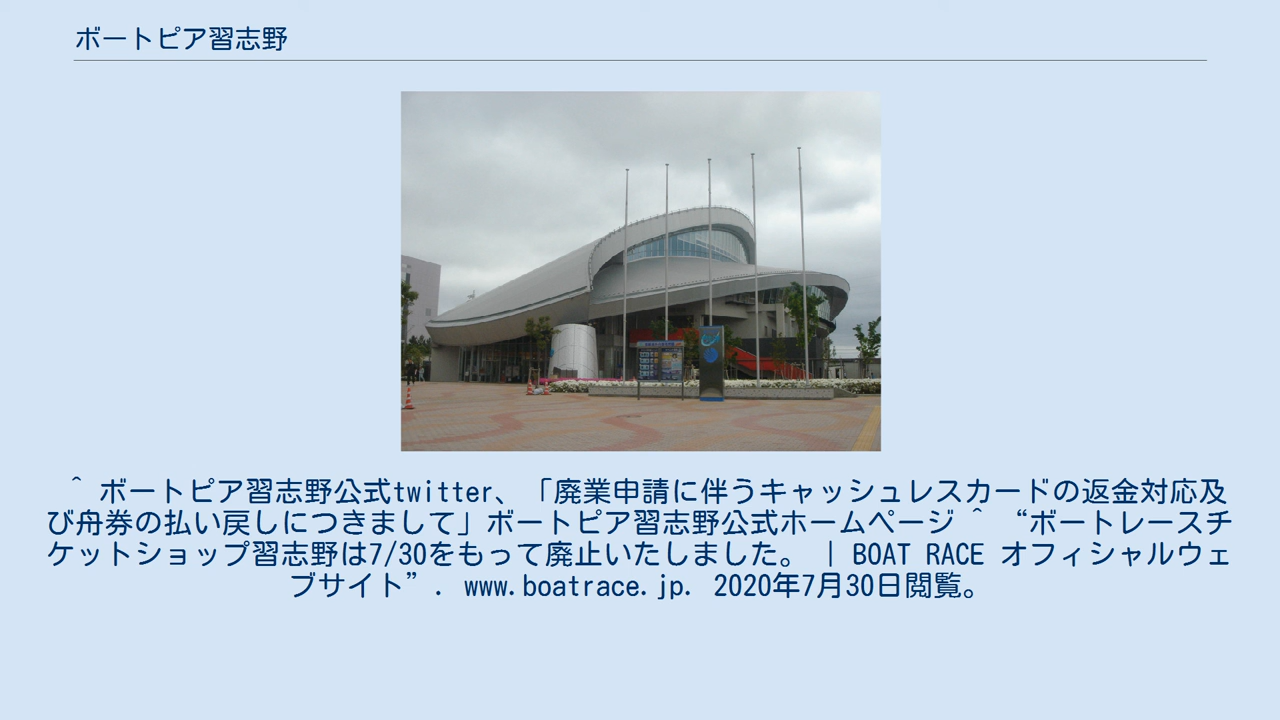 ボートピア習志野
^ ボートピア習志野公式twitter、「廃業申請に伴うキャッシュレスカードの返金対応及
び舟券の払い戻しにつきまして」ボートピア習志野公式ホームページ ^ “ボートレースチ
ケットショップ習志野は7/30をもって廃止いたしました。 | BOAT RACE オフィシャルウェ
ブサイト”. www.boatrace.jp. 2020年7月30日閲覧。